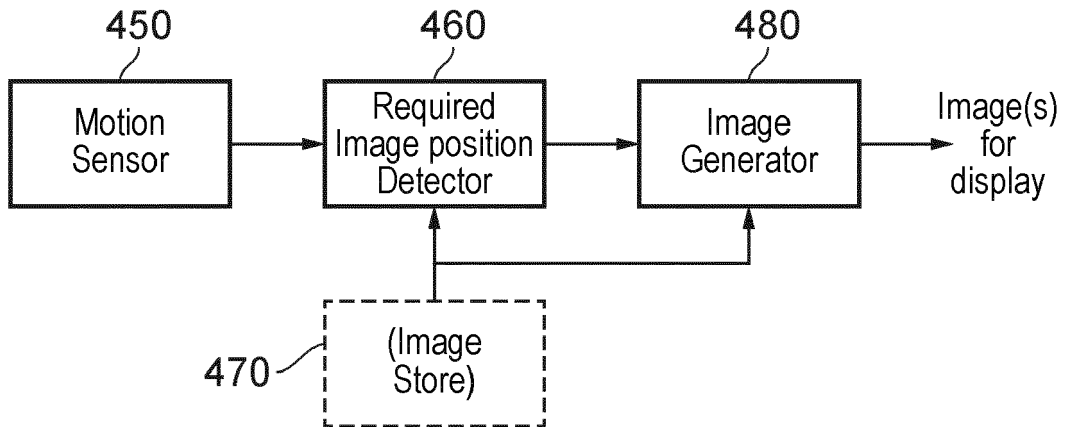 450
460
480
Motion
Sensor
Required
Image position
Detector
Image
Generator
Image(s)
for
display
470
(Image
Store)